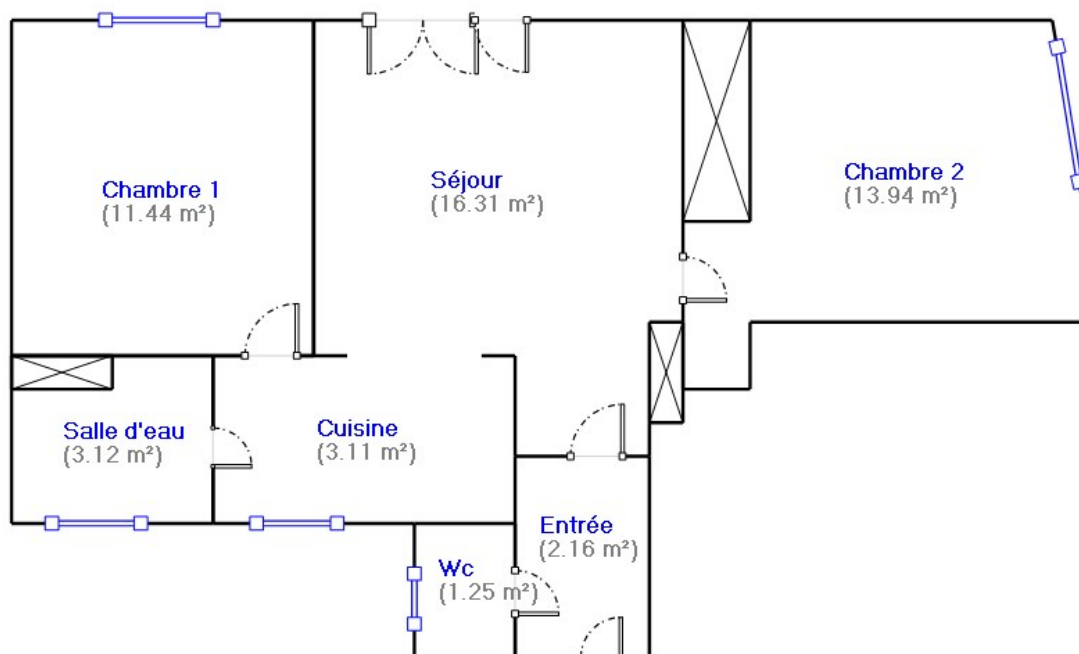 Chambre 1
(11.44 m²)
Séjour
(16.31 m²)
Chambre 2
(13.94 m²)
Salle d'eau
(3.12 m²)
Cuisine
(3.11 m²)
Entrée
(2.16 m²)
Wc
(1.25 m²)